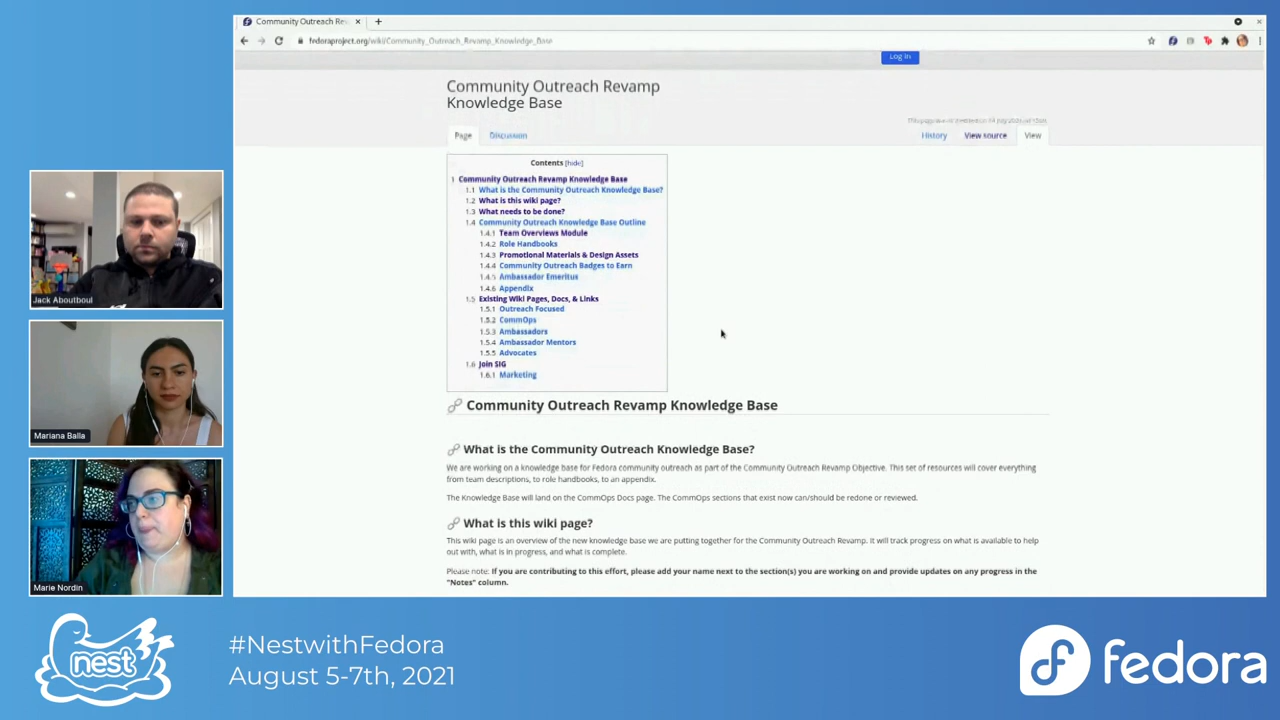 Community Outreach Re
fedoraproject.org/wiki/Community_Outreach_Revamp_Knowledge_Base
Log in
Community Outreach Revamp
Knowledge Base
Page
Discussion
History
View source
View
Contents [hide]
1 Community Outreach Revamp Knowledge Base
1.1 What is the Community Outreach Knowledge Base?
1.2 What is this wiki page?
1.3 What needs to be done?
1.4 Community Outreach Knowledge Base Outline
1.4.1 Team Overviews Module
1.4.2 Role Handbooks
1.4.3 Promotional Materials & Design Assets
1.4.4 Community Outreach Badges to Earn
1.4.5 Ambassador Emeritus
1.4.6 Appendix
1.5 Existing Wiki Pages, Docs, & Links
1.5.1 Outreach Focused
1.5.2 CommOps
1.5.3 Ambassadors
1.5.4 Ambassador Mentors
1.5.5 Advocates
1.6 Join SIG
1.6.1 Marketing
Community Outreach Revamp Knowledge Base
What is the Community Outreach Knowledge Base?
We are working on a knowledge base for Fedora community outreach as part of the Community Outreach Revamp Objective. This set of resources will cover everything
from team descriptions, to role handbooks, to an appendix.
The Knowledge Base will land on the CommOps Docs page. The CommOps sections that exist now can/should be redone or reviewed.
What is this wiki page?
This wiki page is an overview of the new knowledge base we are putting together for the Community Outreach Revamp. It will track progress on what is available to help
out with, what is in progress, and what is complete.
Please note: If you are contributing to this effort, please add your name next to the section(s) you are working on and provide updates on any progress in the
"Notes" column.
Jack Aboutboul
Mariana Balla
Marie Nordin
nest
#NestwithFedora
August 5-7th, 2021
fedora